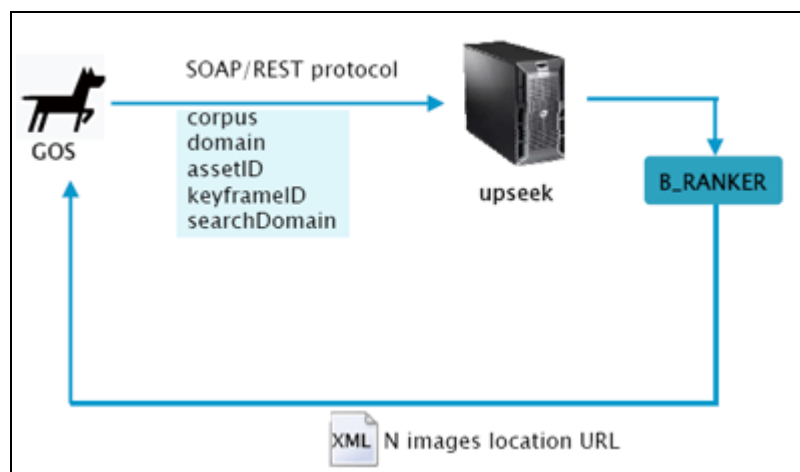 SOAP/REST protocol
GOS
corpus
domain
assetID
keyframeID
searchDomain
upseek
B_RANKER
XML
N images location URL